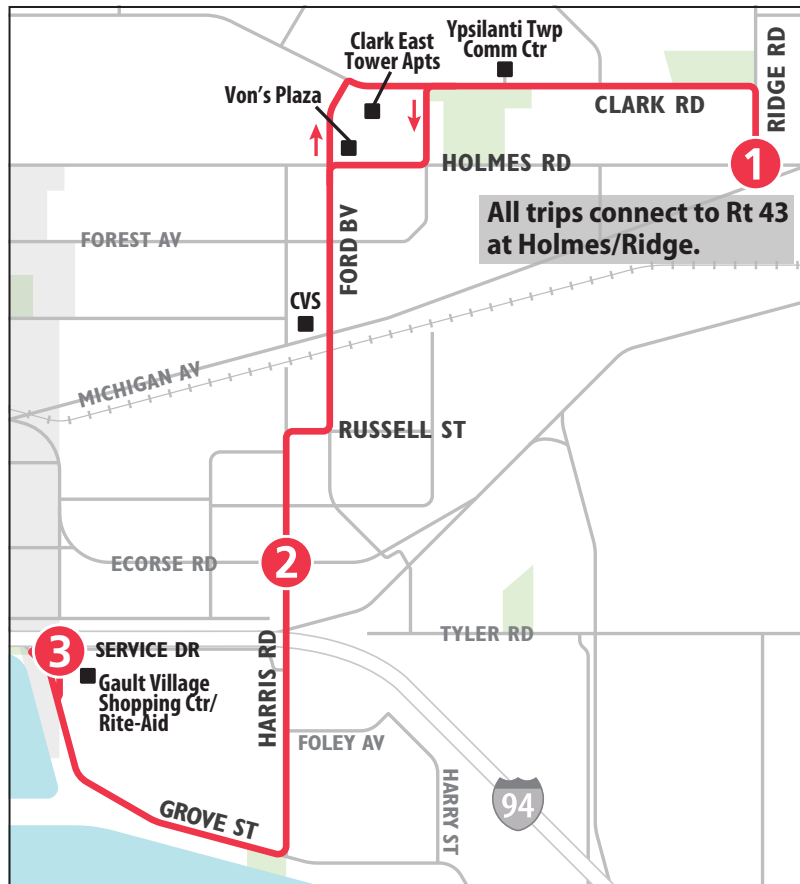 Clark East
Tower Apts
Ypsilanti Twp
Comm Ctr
RIDGE RD
Von's Plaza
CLARK RD
HOLMES RD
1
All trips connect to Rt 43
at Holmes/Ridge.
FOREST AV
FORD BV
CVS
MICHIGAN AV
RUSSELL ST
ECORSE RD
2
TYLER RD
3
SERVICE DR
HARRIS RD
Gault Village
Shopping Ctr/
Rite-Aid
FOLEY AV
HARRY ST
94
GROVE ST